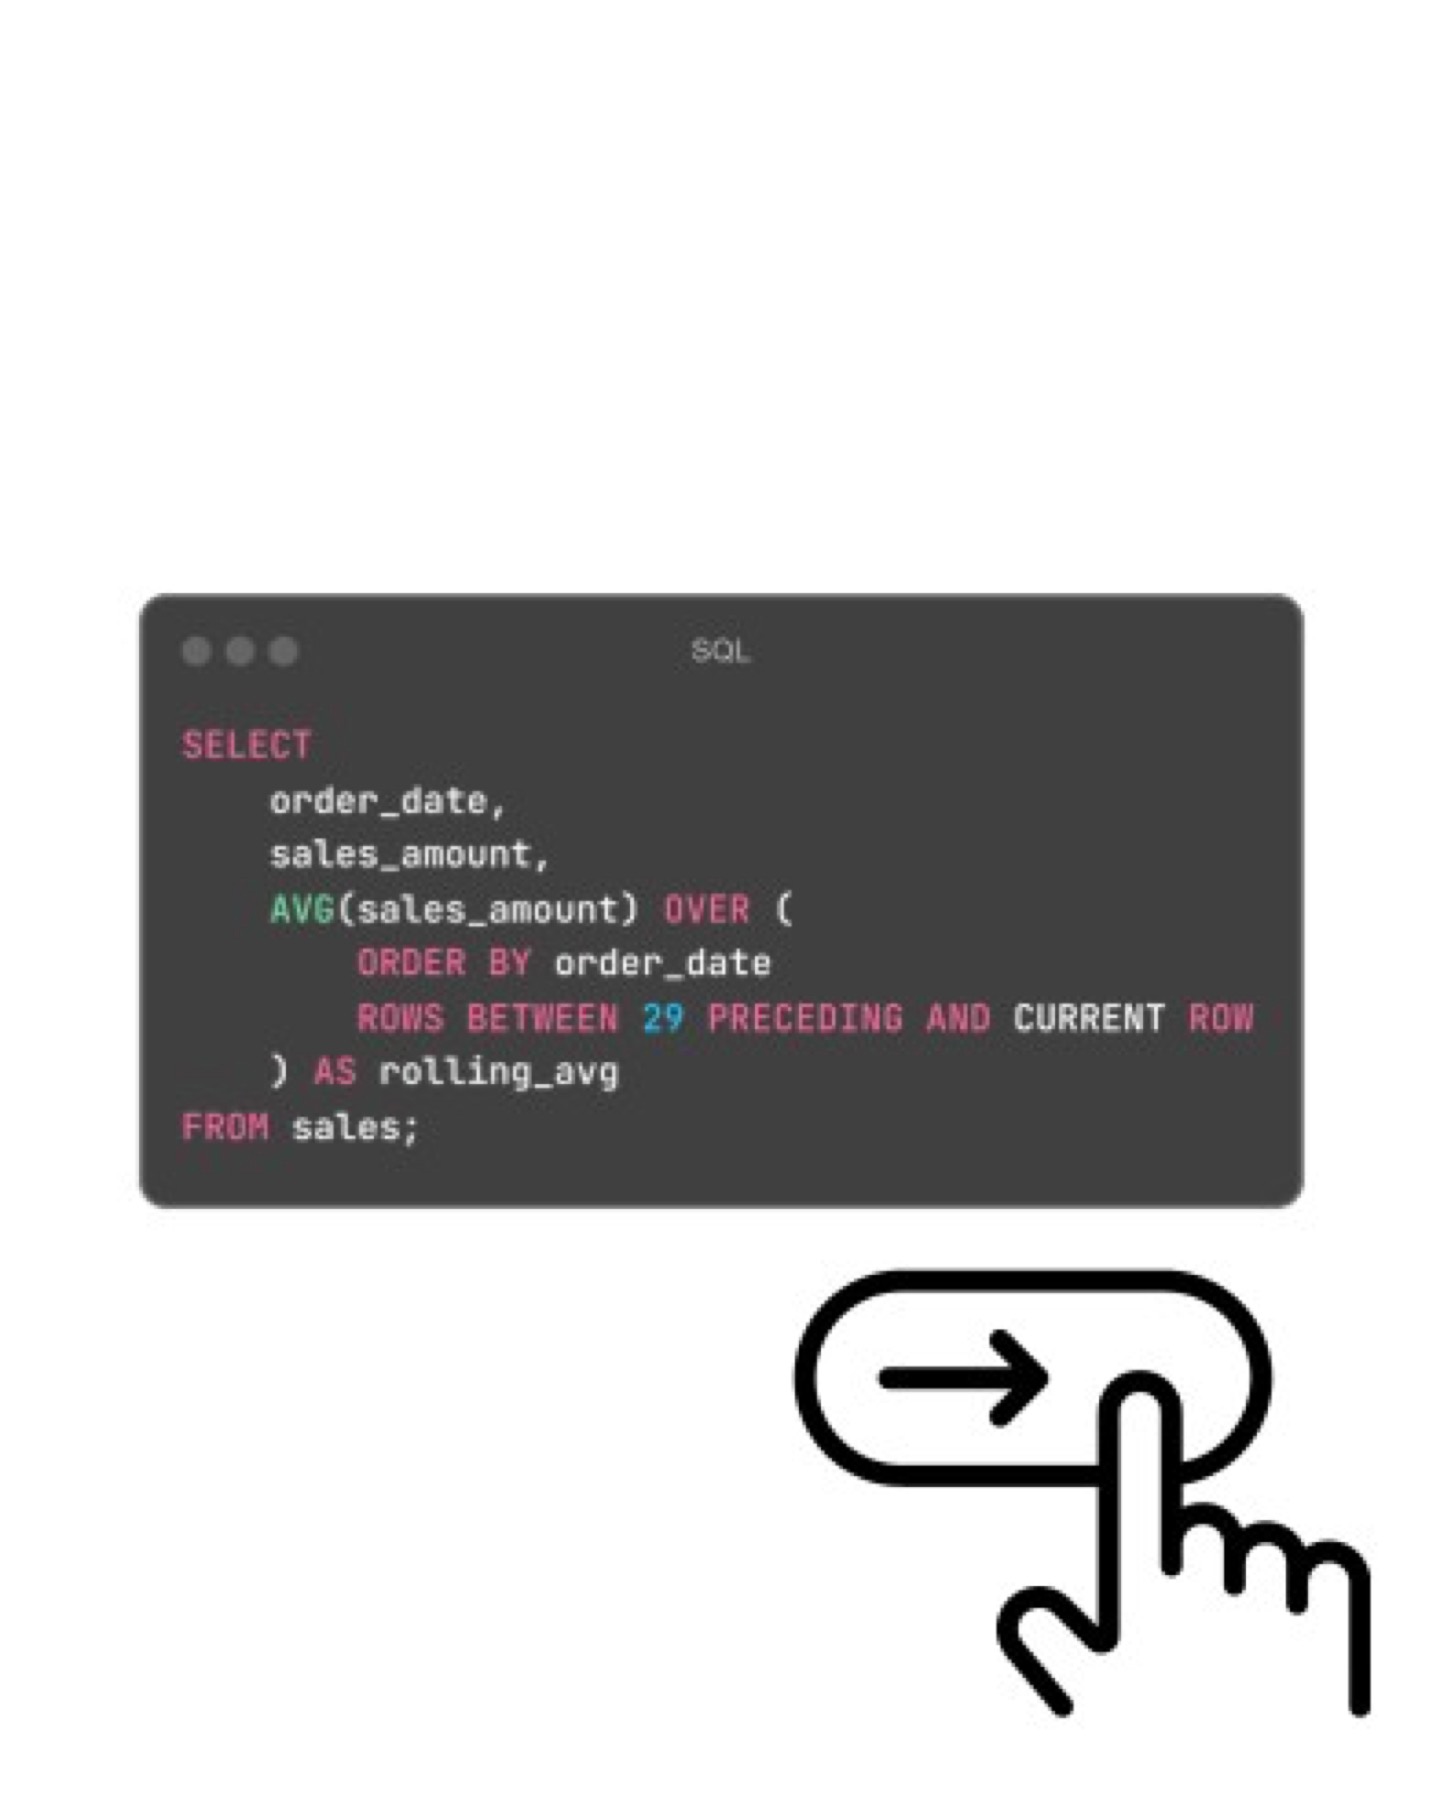 SQL
SELECT
    order_date,
    sales_amount,
    AVG(sales_amount) OVER (
        ORDER BY order_date
        ROWS BETWEEN 29 PRECEDING AND CURRENT ROW
    ) AS rolling_avg
FROM sales;